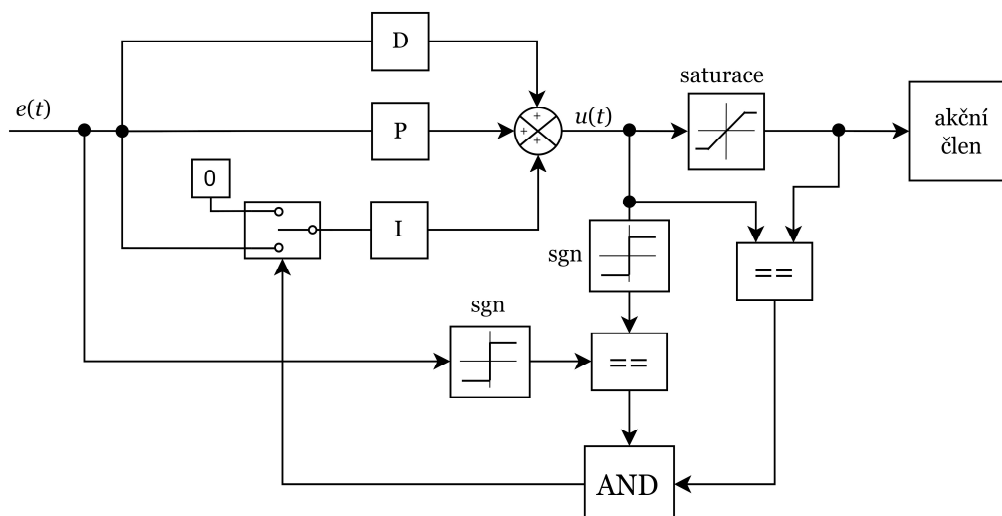 D
saturace
e(t)
P
u(t)
akční
člen
0
I
sgn
==
sgn
==
AND